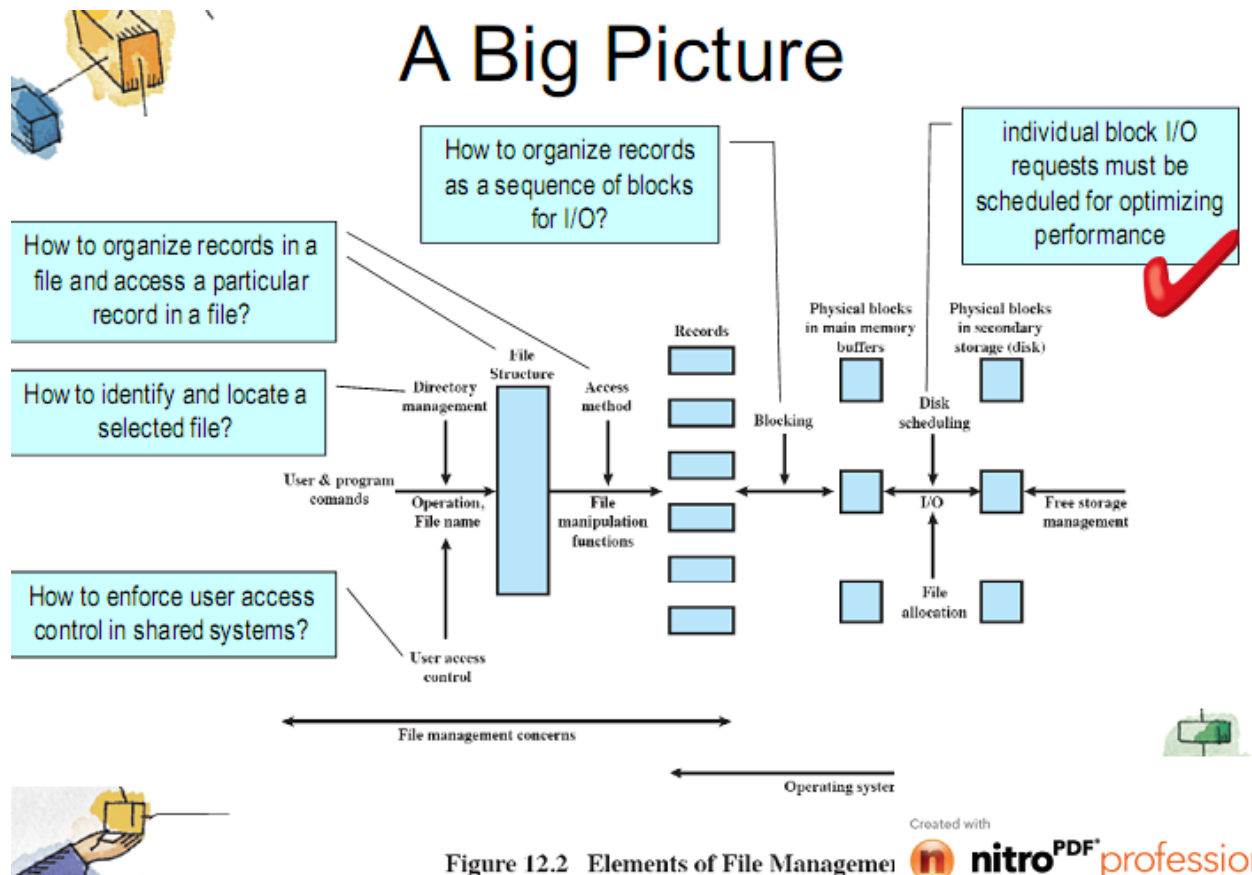 A Big Picture
How to organize records
as a sequence of blocks
for I/O?
individual block I/O
requests must be
scheduled for optimizing
performance
How to organize records in a
file and access a particular
record in a file?
How to identify and locate a
selected file?
How to enforce user access
control in shared systems?
File
Structure
Directory
management
Access
method
Records
Blocking
Physical blocks
in main memory
buffers
Physical blocks
in secondary
storage (disk)
Disk
scheduling
User & program
comands
Operation,
File name
File
manipulation
functions
I/O
Free storage
management
File
allocation
User access
control
File management concerns
Operating system
Created with
nitro PDF professio
Figure 12.2 Elements of File Managemen